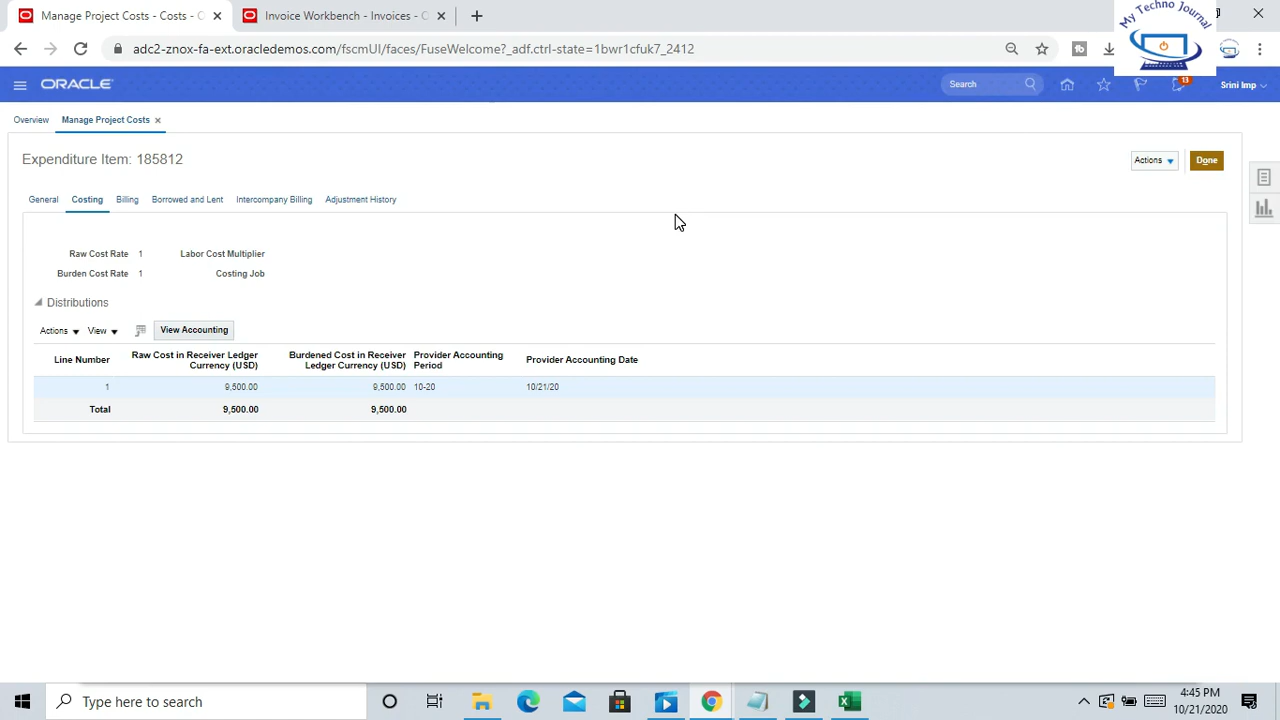 Manage Project Costs - Costs - C
Invoice Workbench - Invoices - C
My Techno Journal
adc2-znox-fa-ext.oracledemos.com/fscmUI/faces/FuseWelcome?_adf.ctrl-state=1bwr1cfuk7_2412
ORACLE
Search
13
Srini Imp
Overview
Manage Project Costs
Expenditure Item: 185812
Actions
Done
General
Costing
Billing
Borrowed and Lent
Intercompany Billing
Adjustment History
Raw Cost Rate 1
Labor Cost Multiplier
Burden Cost Rate 1
Costing Job
Distributions
Actions
View
View Accounting
Line Number
Raw Cost in Receiver Ledger
Currency (USD)
Burdened Cost in Receiver
Ledger Currency (USD)
Provider Accounting
Period
Provider Accounting Date
1 9,500.00 9,500.00 10-20 10/21/20
Total 9,500.00 9,500.00
Type here to search
4:45 PM
10/21/2020